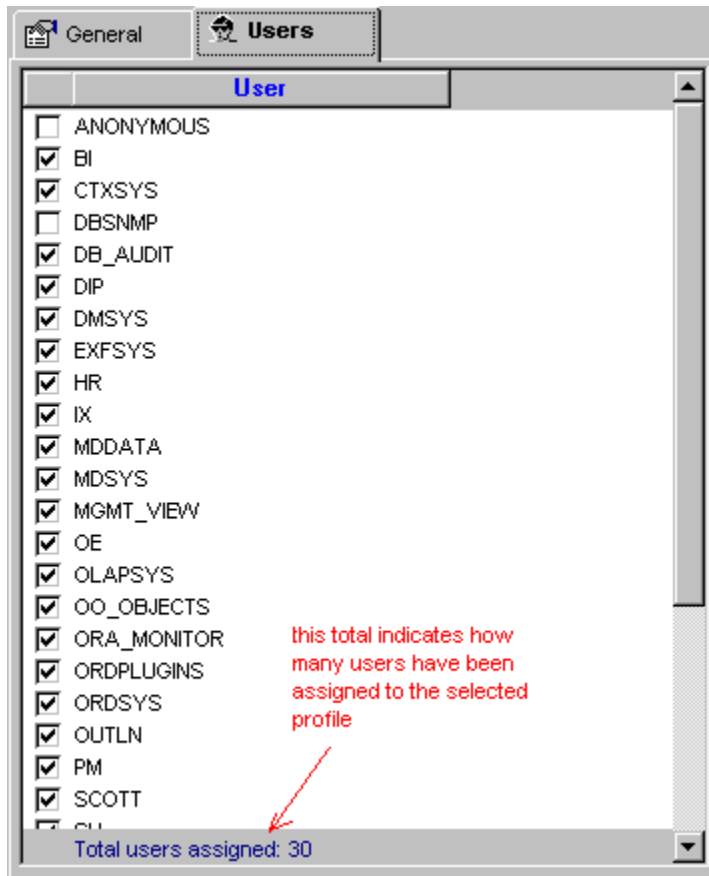 General
Users
User
ANONYMOUS
BI
CTXSYS
DBSNMP
DB_AUDIT
DIP
DMSYS
EXFSYS
HR
IX
MDDATA
MDSYS
MGMT_VIEW
OE
OLAPSYS
OO_OBJECTS
ORA_MONITOR
ORDPLUGINS
ORDSYS
OUTLN
PM
SCOTT
this total indicates how
many users have been
assigned to the selected
profile
Total users assigned: 30